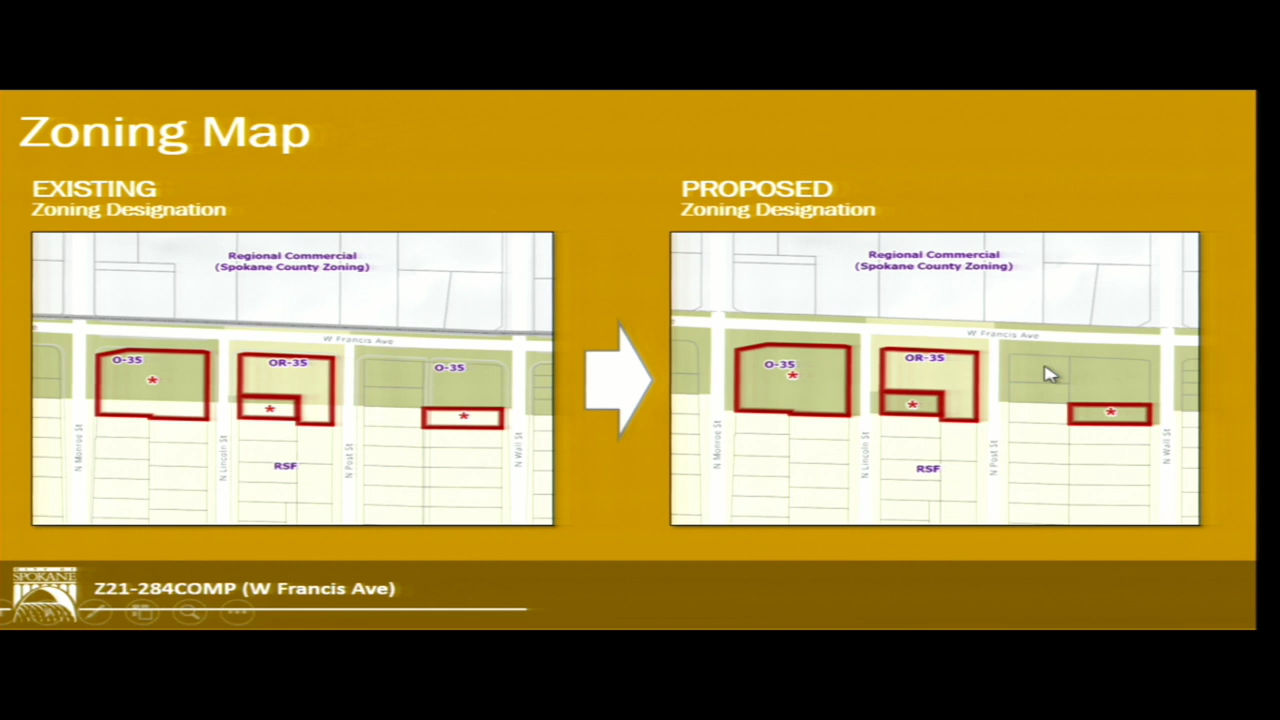 Zoning Map
EXISTING
Zoning Designation
PROPOSED
Zoning Designation
Regional Commercial
(Spokane County Zoning)
W Francis Ave
O-35
OR-35
O-35
*
*
*
RSF
N Monroe St
N Lincoln St
N Post St
N Wall St
Regional Commercial
(Spokane County Zoning)
W Francis Ave
O-35
OR-35
*
*
*
RSF
N Monroe St
N Lincoln St
N Post St
N Wall St
CITY OF
SPOKANE
Z21-284COMP (W Francis Ave)